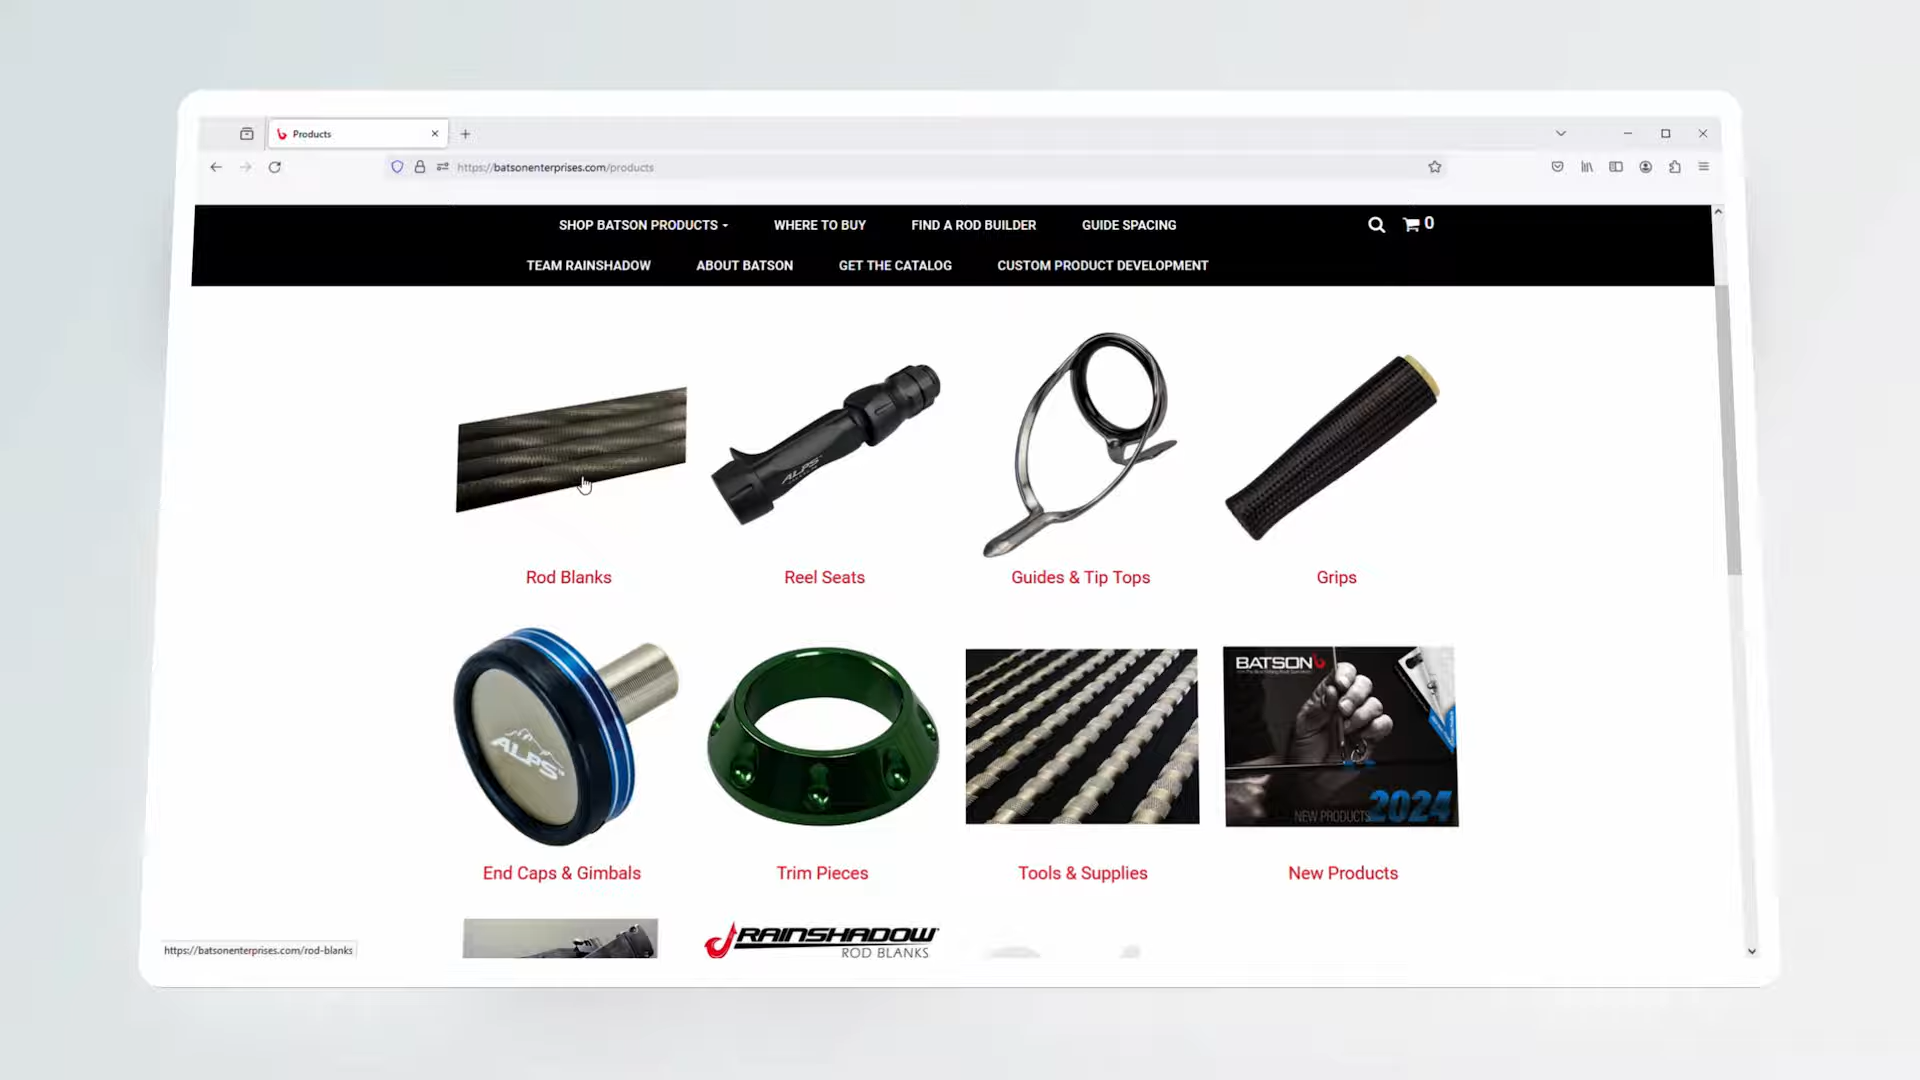 Products
https://batsonenterprises.com/products
SHOP BATSON PRODUCTS
WHERE TO BUY
FIND A ROD BUILDER
GUIDE SPACING
0
TEAM RAINSHADOW
ABOUT BATSON
GET THE CATALOG
CUSTOM PRODUCT DEVELOPMENT
ALPS
Rod Blanks
Reel Seats
Guides & Tip Tops
Grips
ALPS
BATSON
NEW PRODUCTS 2024
End Caps & Gimbals
Trim Pieces
Tools & Supplies
New Products
RAINSHADOW
ROD BLANKS
https://batsonenterprises.com/rod-blanks